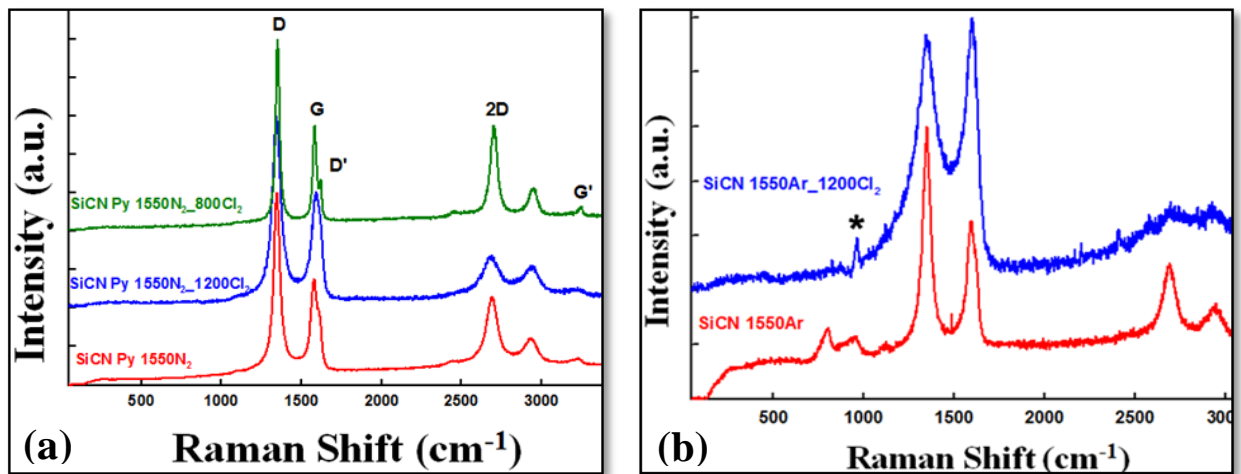 D
G
D'
2D
G'
SiCN Py 1550N₂_800Cl₂
SiCN Py 1550N₂_1200Cl₂
SiCN Py 1550N₂
Intensity (a.u.)
500 1000 1500 2000 2500 3000
Raman Shift (cm⁻¹)
(a)
SiCN 1550Ar_1200Cl₂
*
SiCN 1550Ar
Intensity (a.u.)
500 1000 1500 2000 2500 300
Raman Shift (cm⁻¹)
(b)